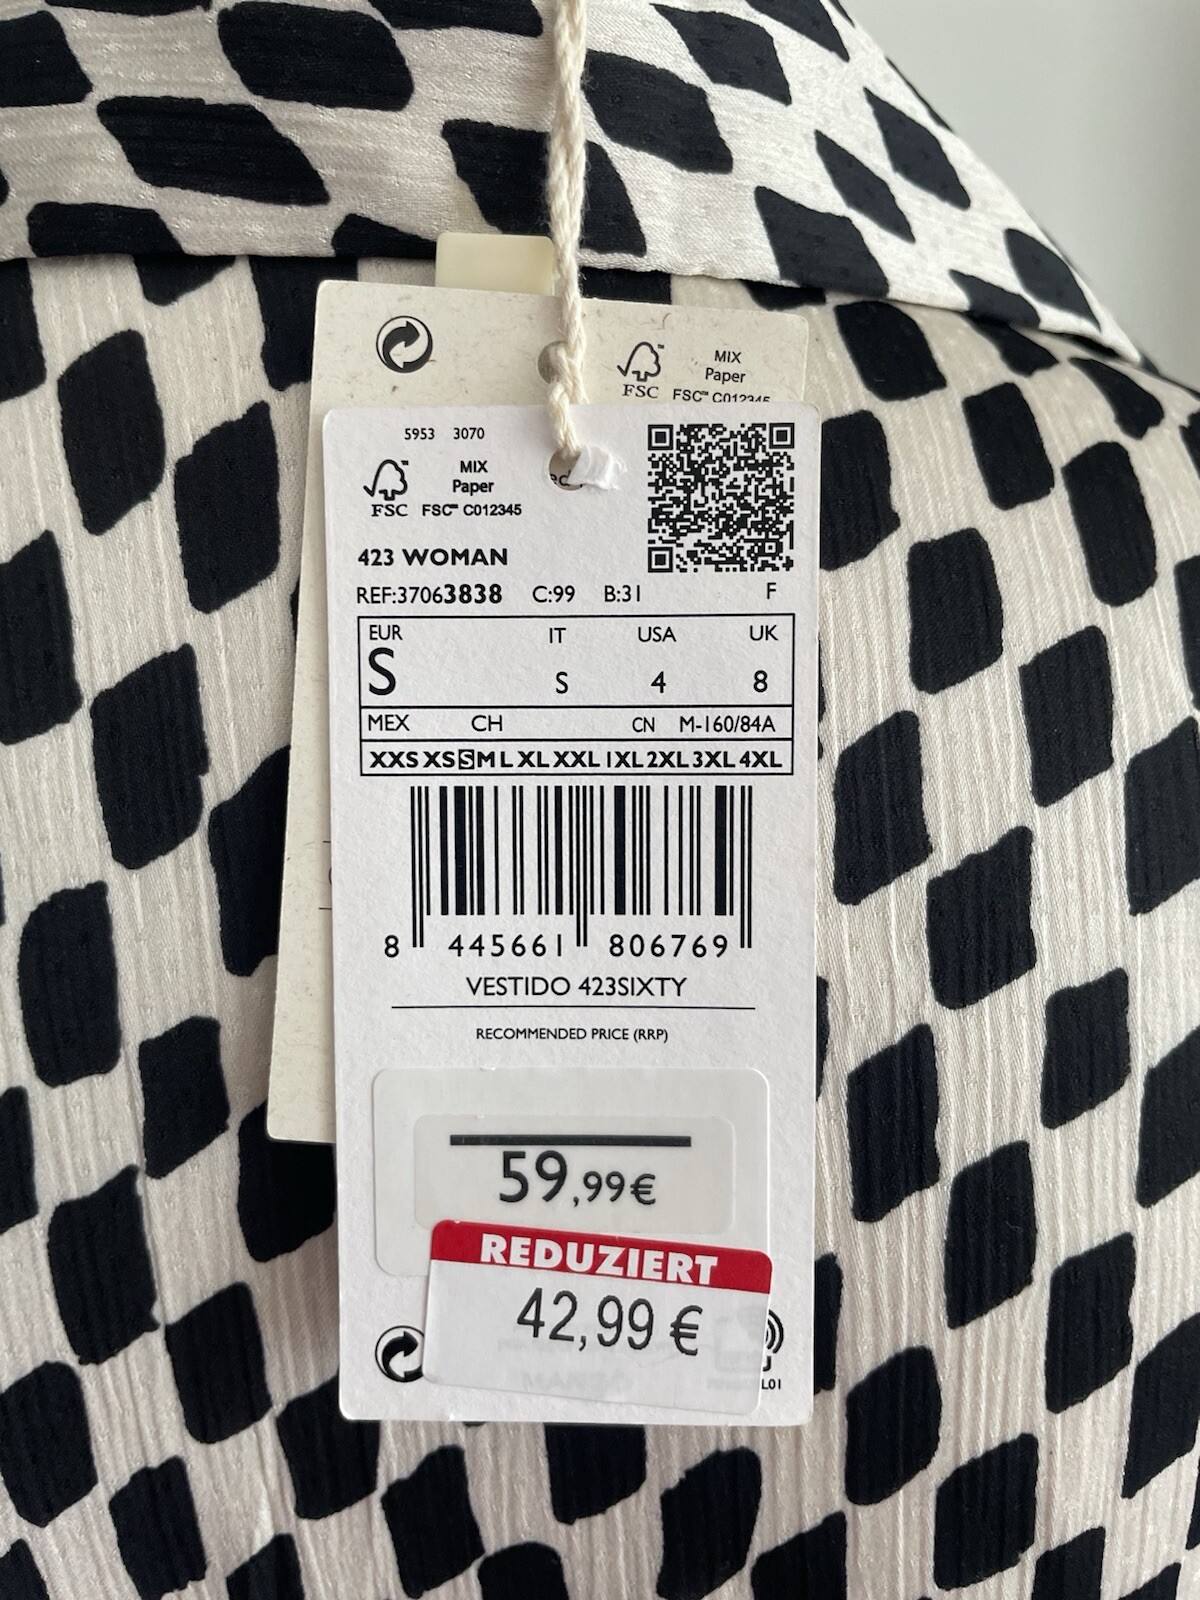 MIX
Paper
FSC FSC™ C012345
5953 3070
MIX
Paper
FSC FSC™ C012345
423 WOMAN
REF:37063838 C:99 B:31 F
EUR IT USA UK
S S 4 8
MEX CH CN M-160/84A
XXS XS S M L XL XXL 1XL 2XL 3XL 4XL
8 445661 806769
VESTIDO 423SIXTY
RECOMMENDED PRICE (RRP)
59,99€
REDUZIERT
42,99 €
L01